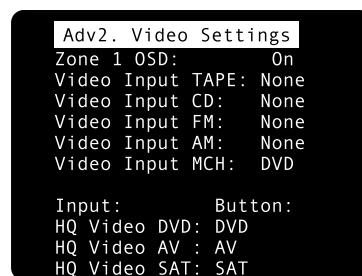 Adv2. Video Settings
Zone 1 OSD: On
Video Input TAPE: None
Video Input CD: None
Video Input FM: None
Video Input AM: None
Video Input MCH: DVD
Input: Button:
HQ Video DVD: DVD
HQ Video AV : AV
HQ Video SAT: SAT